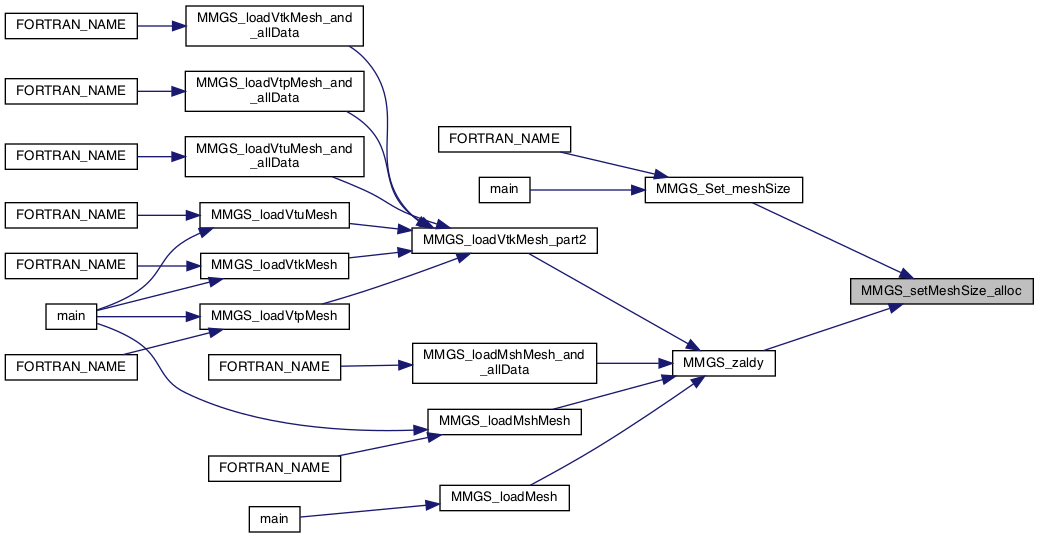 FORTRAN_NAME
MMGS_loadVtkMesh_and
_allData
FORTRAN_NAME
MMGS_loadVtpMesh_and
_allData
FORTRAN_NAME
MMGS_loadVtuMesh_and
_allData
FORTRAN_NAME
MMGS_loadVtuMesh
FORTRAN_NAME
MMGS_loadVtkMesh
main
MMGS_loadVtpMesh
FORTRAN_NAME
FORTRAN_NAME
MMGS_loadMshMesh_and
_allData
MMGS_loadMshMesh
FORTRAN_NAME
main
MMGS_loadMesh
MMGS_loadVtkMesh_part2
FORTRAN_NAME
main
MMGS_Set_meshSize
MMGS_zaldy
MMGS_setMeshSize_alloc